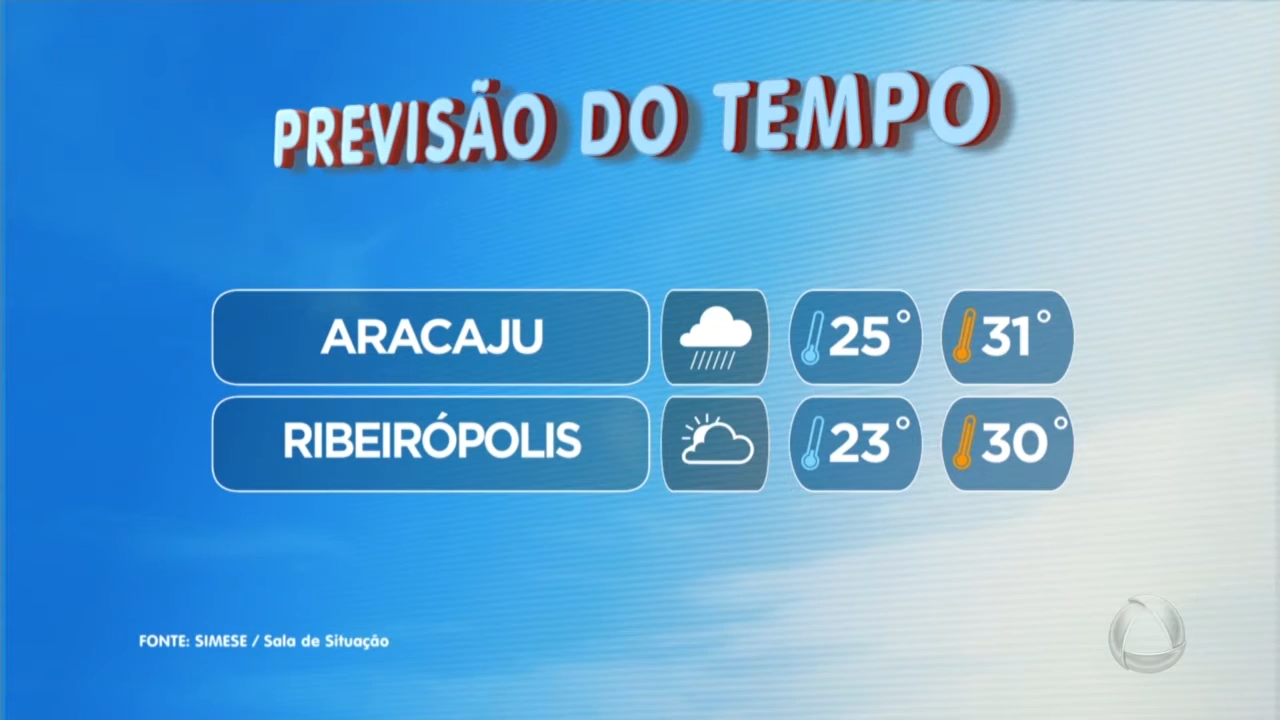 PREVISÃO DO TEMPO
ARACAJU 25° 31°
RIBEIRÓPOLIS 23° 30°
FONTE: SIMESE / Sala de Situação